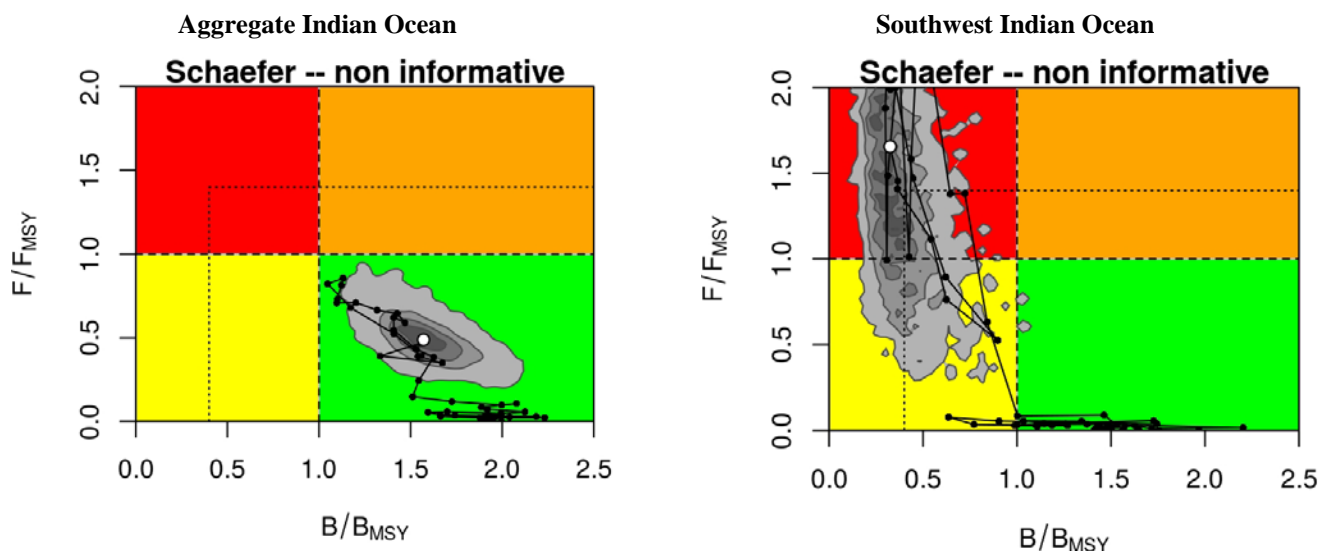 Aggregate Indian Ocean
Schaefer -- non informative
2.0
1.5
1.0
0.5
0.0
F/FMSY
0.0 0.5 1.0 1.5 2.0 2.5
B/BMSY
Southwest Indian Ocean
Schaefer -- non informative
2.0
1.5
1.0
0.5
0.0
F/FMSY
0.0 0.5 1.0 1.5 2.0 2.5
B/BMSY